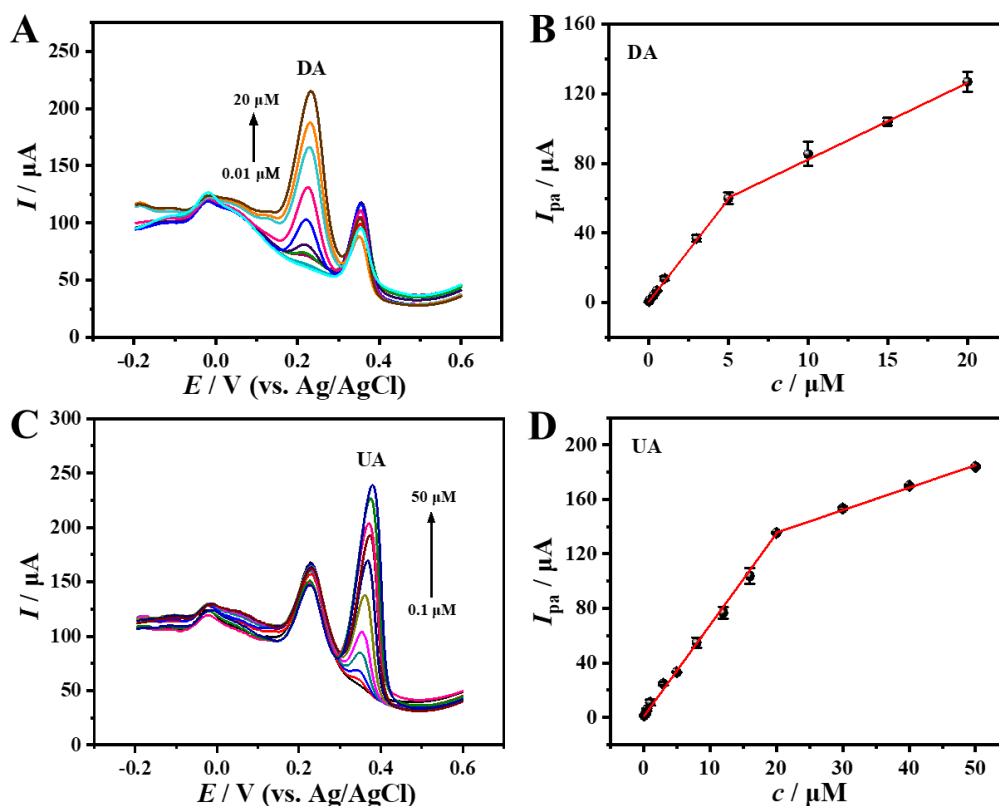 A
250
200
150
100
50
0
I / μA
DA
20 μM
0.01 μM
-0.2 0.0 0.2 0.4 0.6
E / V (vs. Ag/AgCl)
B
160
120
80
40
0
Ipa / μA
DA
0 5 10 15 20
c / μM
C
300
250
200
150
100
50
0
I / μA
UA
50 μM
0.1 μM
-0.2 0.0 0.2 0.4 0.6
E / V (vs. Ag/AgCl)
D
200
160
120
80
40
0
Ipa / μA
UA
0 10 20 30 40 50
c / μM